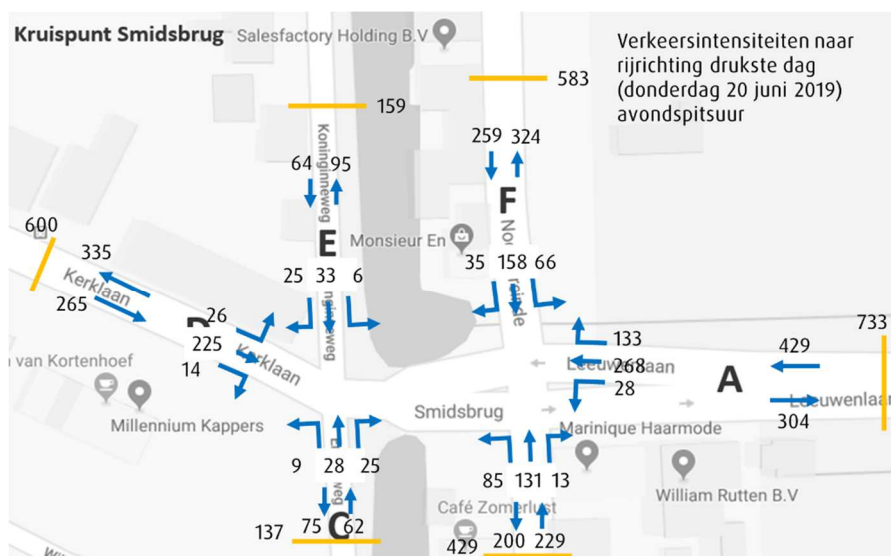 Kruispunt Smidsbrug
Salesfactory Holding B.V
Verkeersintensiteiten naar
rijrichting drukste dag
(donderdag 20 juni 2019)
avondspitsuur
583
159
259 324
64 95
Koninginneweg
F
E
Monsieur En
600
335
Kerklaan
265
25 33 6
35 158 66
26
225
14
Kerklaan
133
268
28
429
733
Leeuwenlaan
A
Leeuwenlaan
304
van Kortenhoef
Millennium Kappers
Smidsbrug
Marinique Haarmode
9 28 25
85 131 13
William Rutten B.V
Café Zomerlust
137 75 C 62
429 200 229